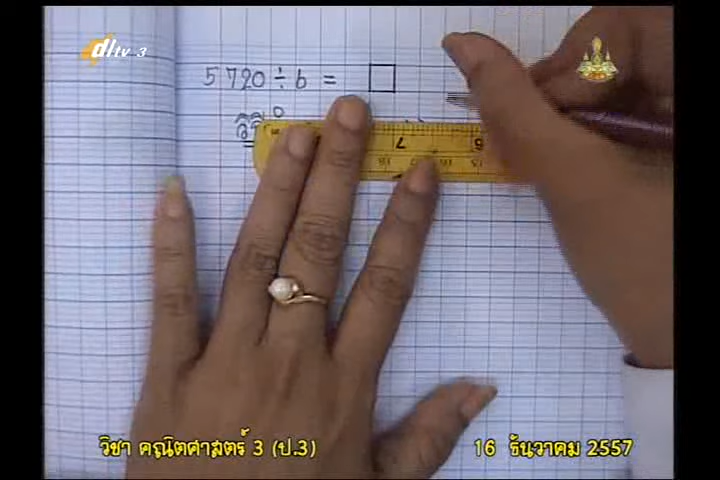 dltv 3
5720 ÷ 6 =
วิธี
7
วิชา คณิตศาสตร์ 3 (ป.3)
16 ธันวาคม 2557